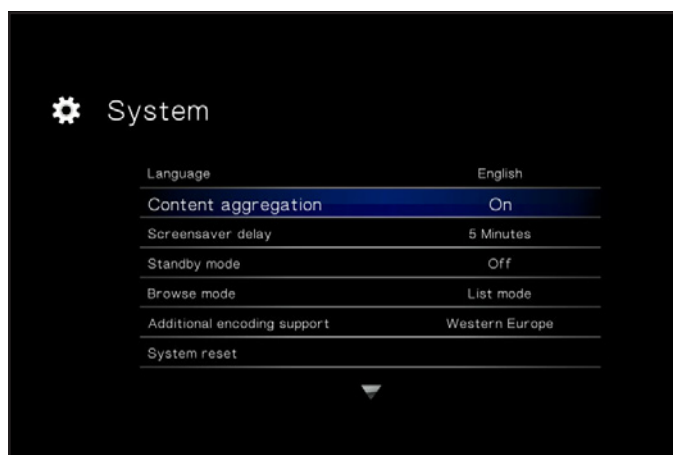 System
Language English
Content aggregation On
Screensaver delay 5 Minutes
Standby mode Off
Browse mode List mode
Additional encoding support Western Europe
System reset